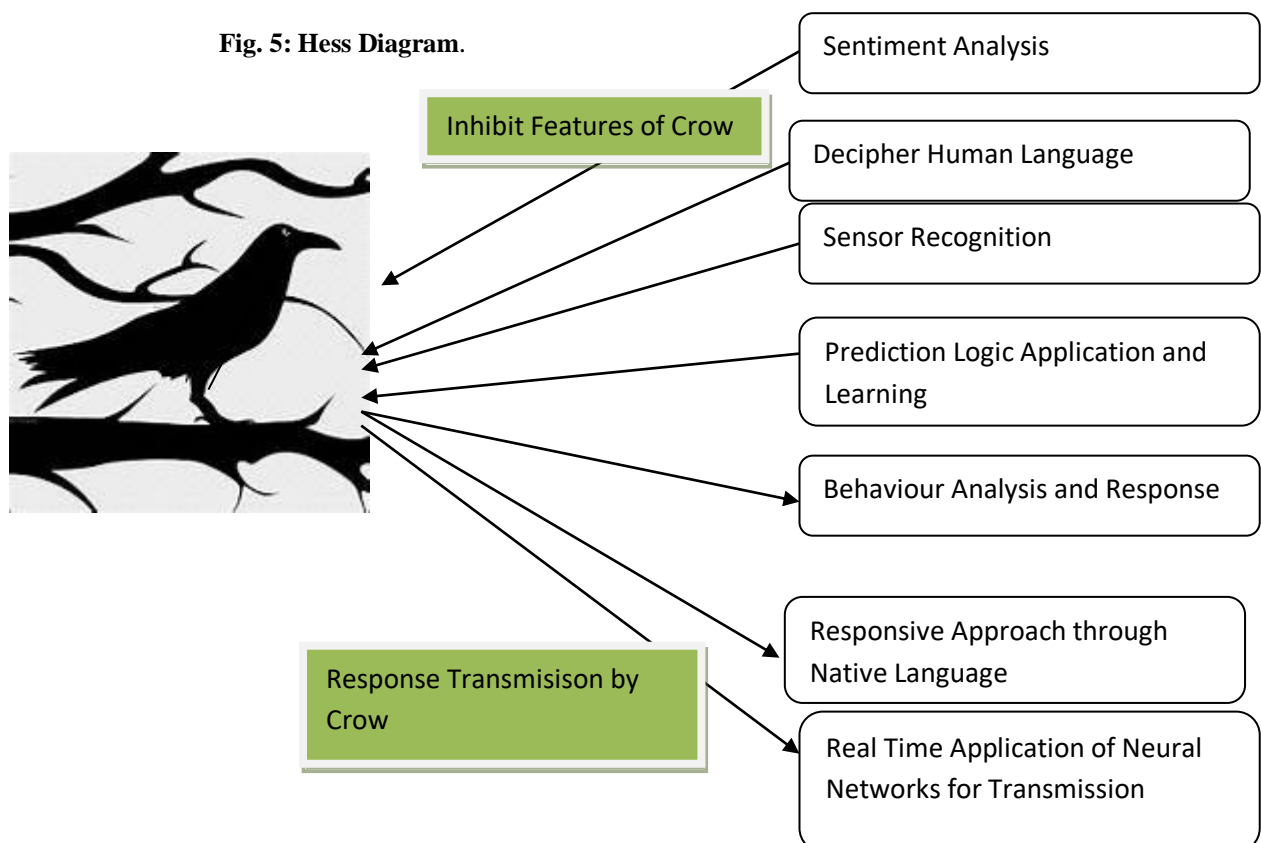 Fig. 5: Hess Diagram.
Sentiment Analysis
Inhibit Features of Crow
Decipher Human Language
Sensor Recognition
Prediction Logic Application and
Learning
Behaviour Analysis and Response
Responsive Approach through
Native Language
Response Transmisison by
Crow
Real Time Application of Neural
Networks for Transmission